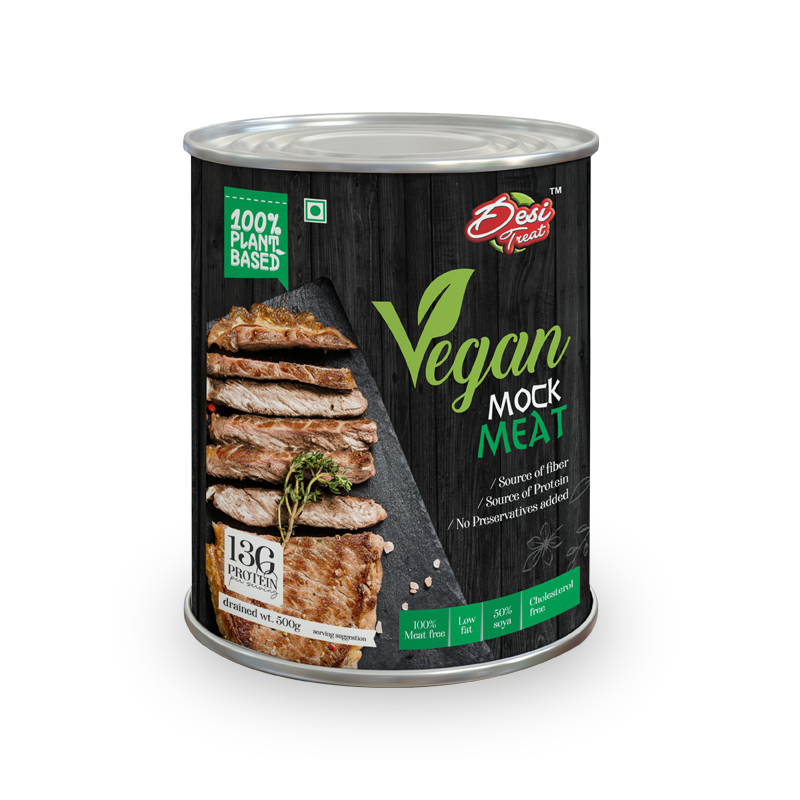 100%
PLANT
BASED
Desi
Treat
TM
Vegan
MOCK
MEAT
/ Source of fiber
/ Source of Protein
/ No Preservatives added
13G
PROTEIN
per serving
drained wt. 500g
serving suggestion
100%
Meat free
Low
fat
50%
soya
Cholesterol
free